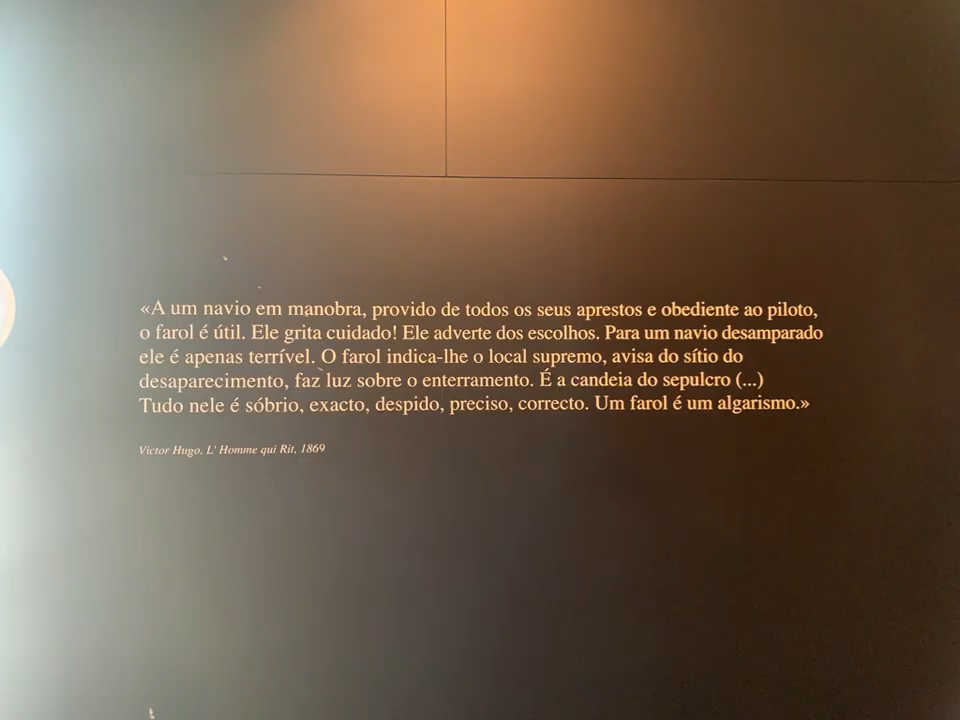 «A um navio em manobra, provido de todos os seus aprestos e obediente ao piloto,
o farol é útil. Ele grita cuidado! Ele adverte dos escolhos. Para um navio desamparado
ele é apenas terrível. O farol indica-lhe o local supremo, avisa do sítio do
desaparecimento, faz luz sobre o enterramento. É a candeia do sepulcro (...)
Tudo nele é sóbrio, exacto, despido, preciso, correcto. Um farol é um algarismo.»
Victor Hugo, L' Homme qui Rit, 1869